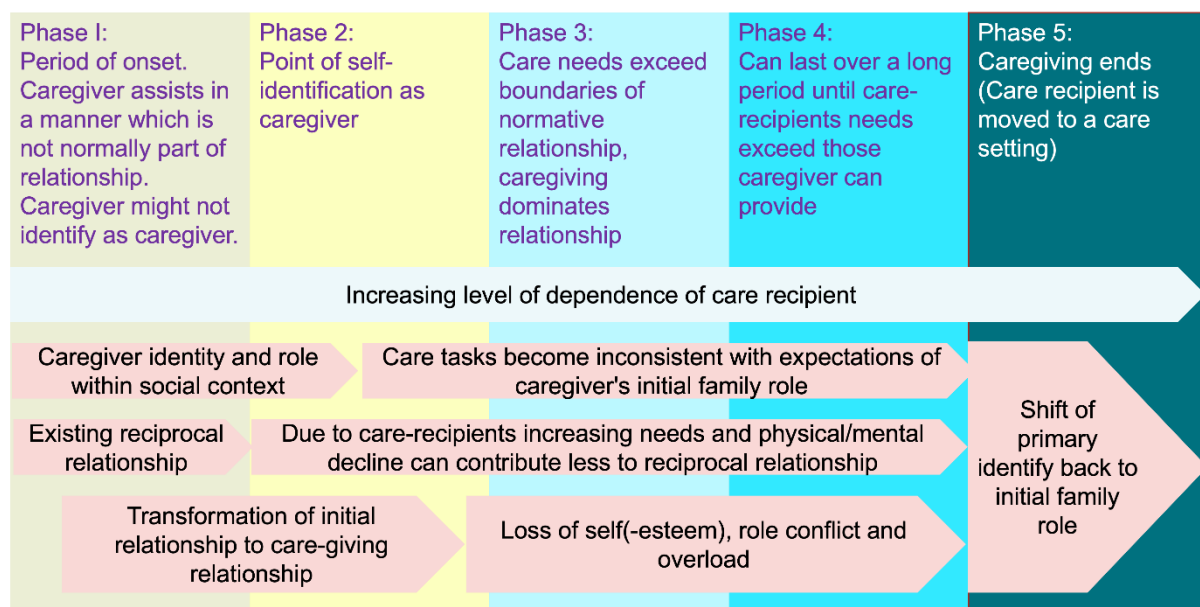 Phase I:
Period of onset.
Caregiver assists in
a manner which is
not normally part of
relationship.
Caregiver might not
identify as caregiver.
Phase 2:
Point of self-
identification as
caregiver
Phase 3:
Care needs exceed
boundaries of
normative
relationship,
caregiving
dominates
relationship
Phase 4:
Can last over a long
period until care-
recipients needs
exceed those
caregiver can
provide
Phase 5:
Caregiving ends
(Care recipient is
moved to a care
setting)
Increasing level of dependence of care recipient
Caregiver identity and role
within social context
Care tasks become inconsistent with expectations of
caregiver's initial family role
Existing reciprocal
relationship
Due to care-recipients increasing needs and physical/mental
decline can contribute less to reciprocal relationship
Transformation of initial
relationship to care-giving
relationship
Loss of self(-esteem), role conflict and
overload
Shift of
primary
identify back to
initial family
role